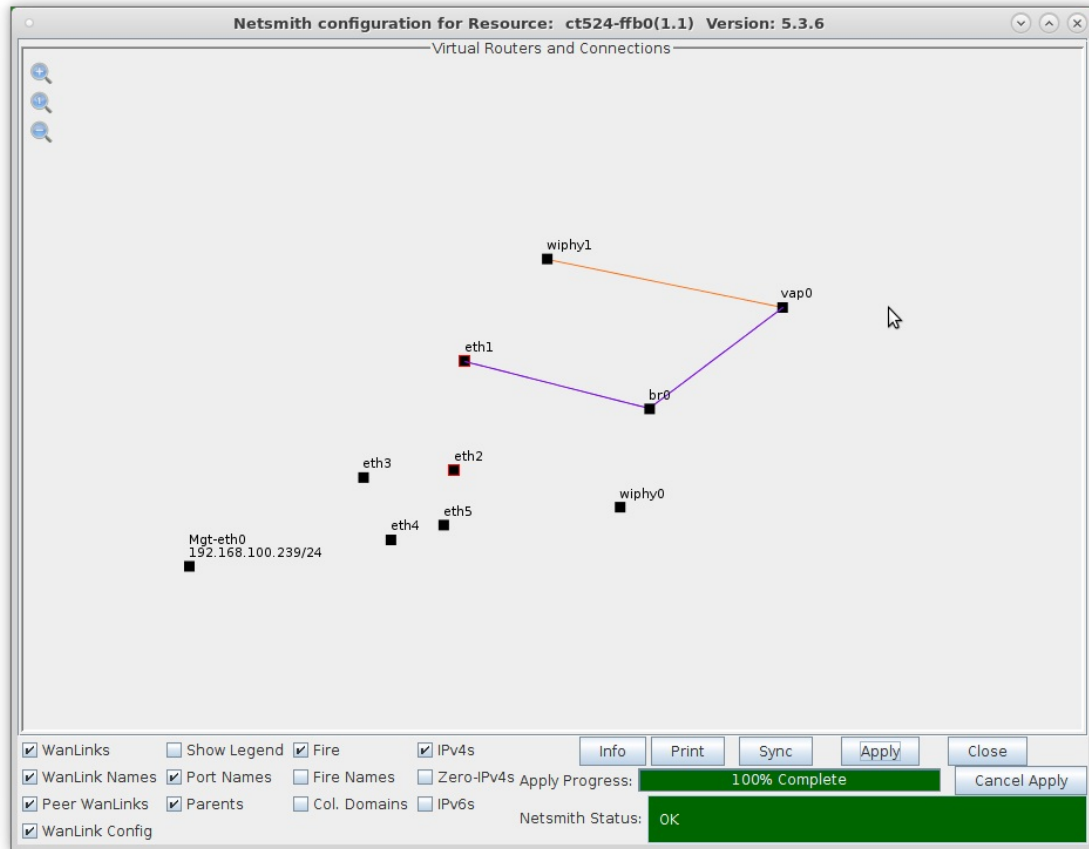 Netsmith configuration for Resource: ct524-ffb0(1.1) Version: 5.3.6
Virtual Routers and Connections
wiphy1
vap0
eth1
br0
eth3
eth2
wiphy0
eth4
eth5
Mgt-eth0
192.168.100.239/24
WanLinks
Show Legend
Fire
IPv4s
Info
Print
Sync
Apply
Close
WanLink Names
Port Names
Fire Names
Zero-IPv4s
Apply Progress:
100% Complete
Cancel Apply
Peer WanLinks
Parents
Col. Domains
IPv6s
Netsmith Status:
OK
WanLink Config